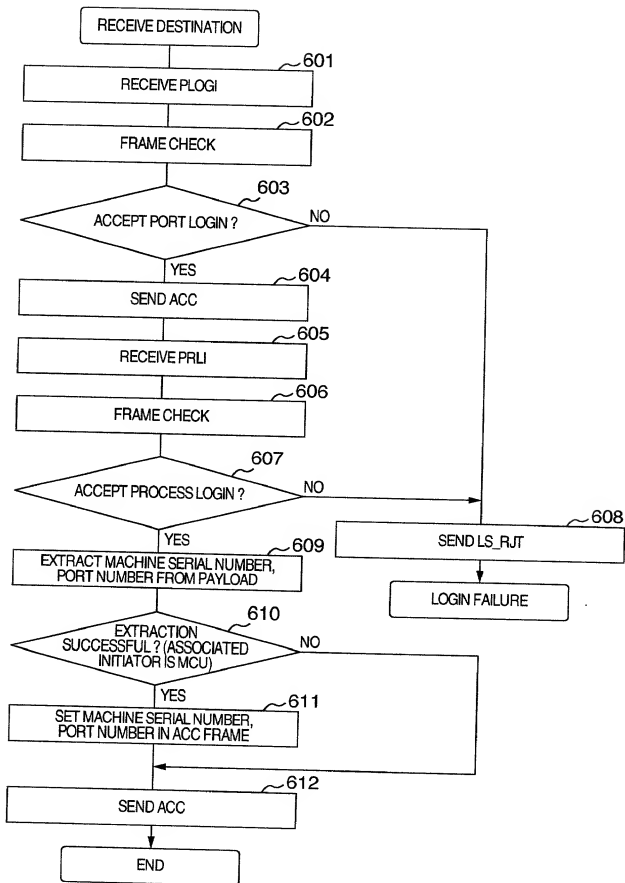 RECEIVE DESTINATION
601
RECEIVE PLOGI
602
FRAME CHECK
603
ACCEPT PORT LOGIN ?
NO
YES
604
SEND ACC
605
RECEIVE PRLI
606
FRAME CHECK
607
ACCEPT PROCESS LOGIN ?
NO
YES
608
SEND LS_RJT
LOGIN FAILURE
609
EXTRACT MACHINE SERIAL NUMBER,
PORT NUMBER FROM PAYLOAD
610
EXTRACTION
SUCCESSFUL ? (ASSOCIATED
INITIATOR IS MCU)
NO
YES
611
SET MACHINE SERIAL NUMBER,
PORT NUMBER IN ACC FRAME
612
SEND ACC
END